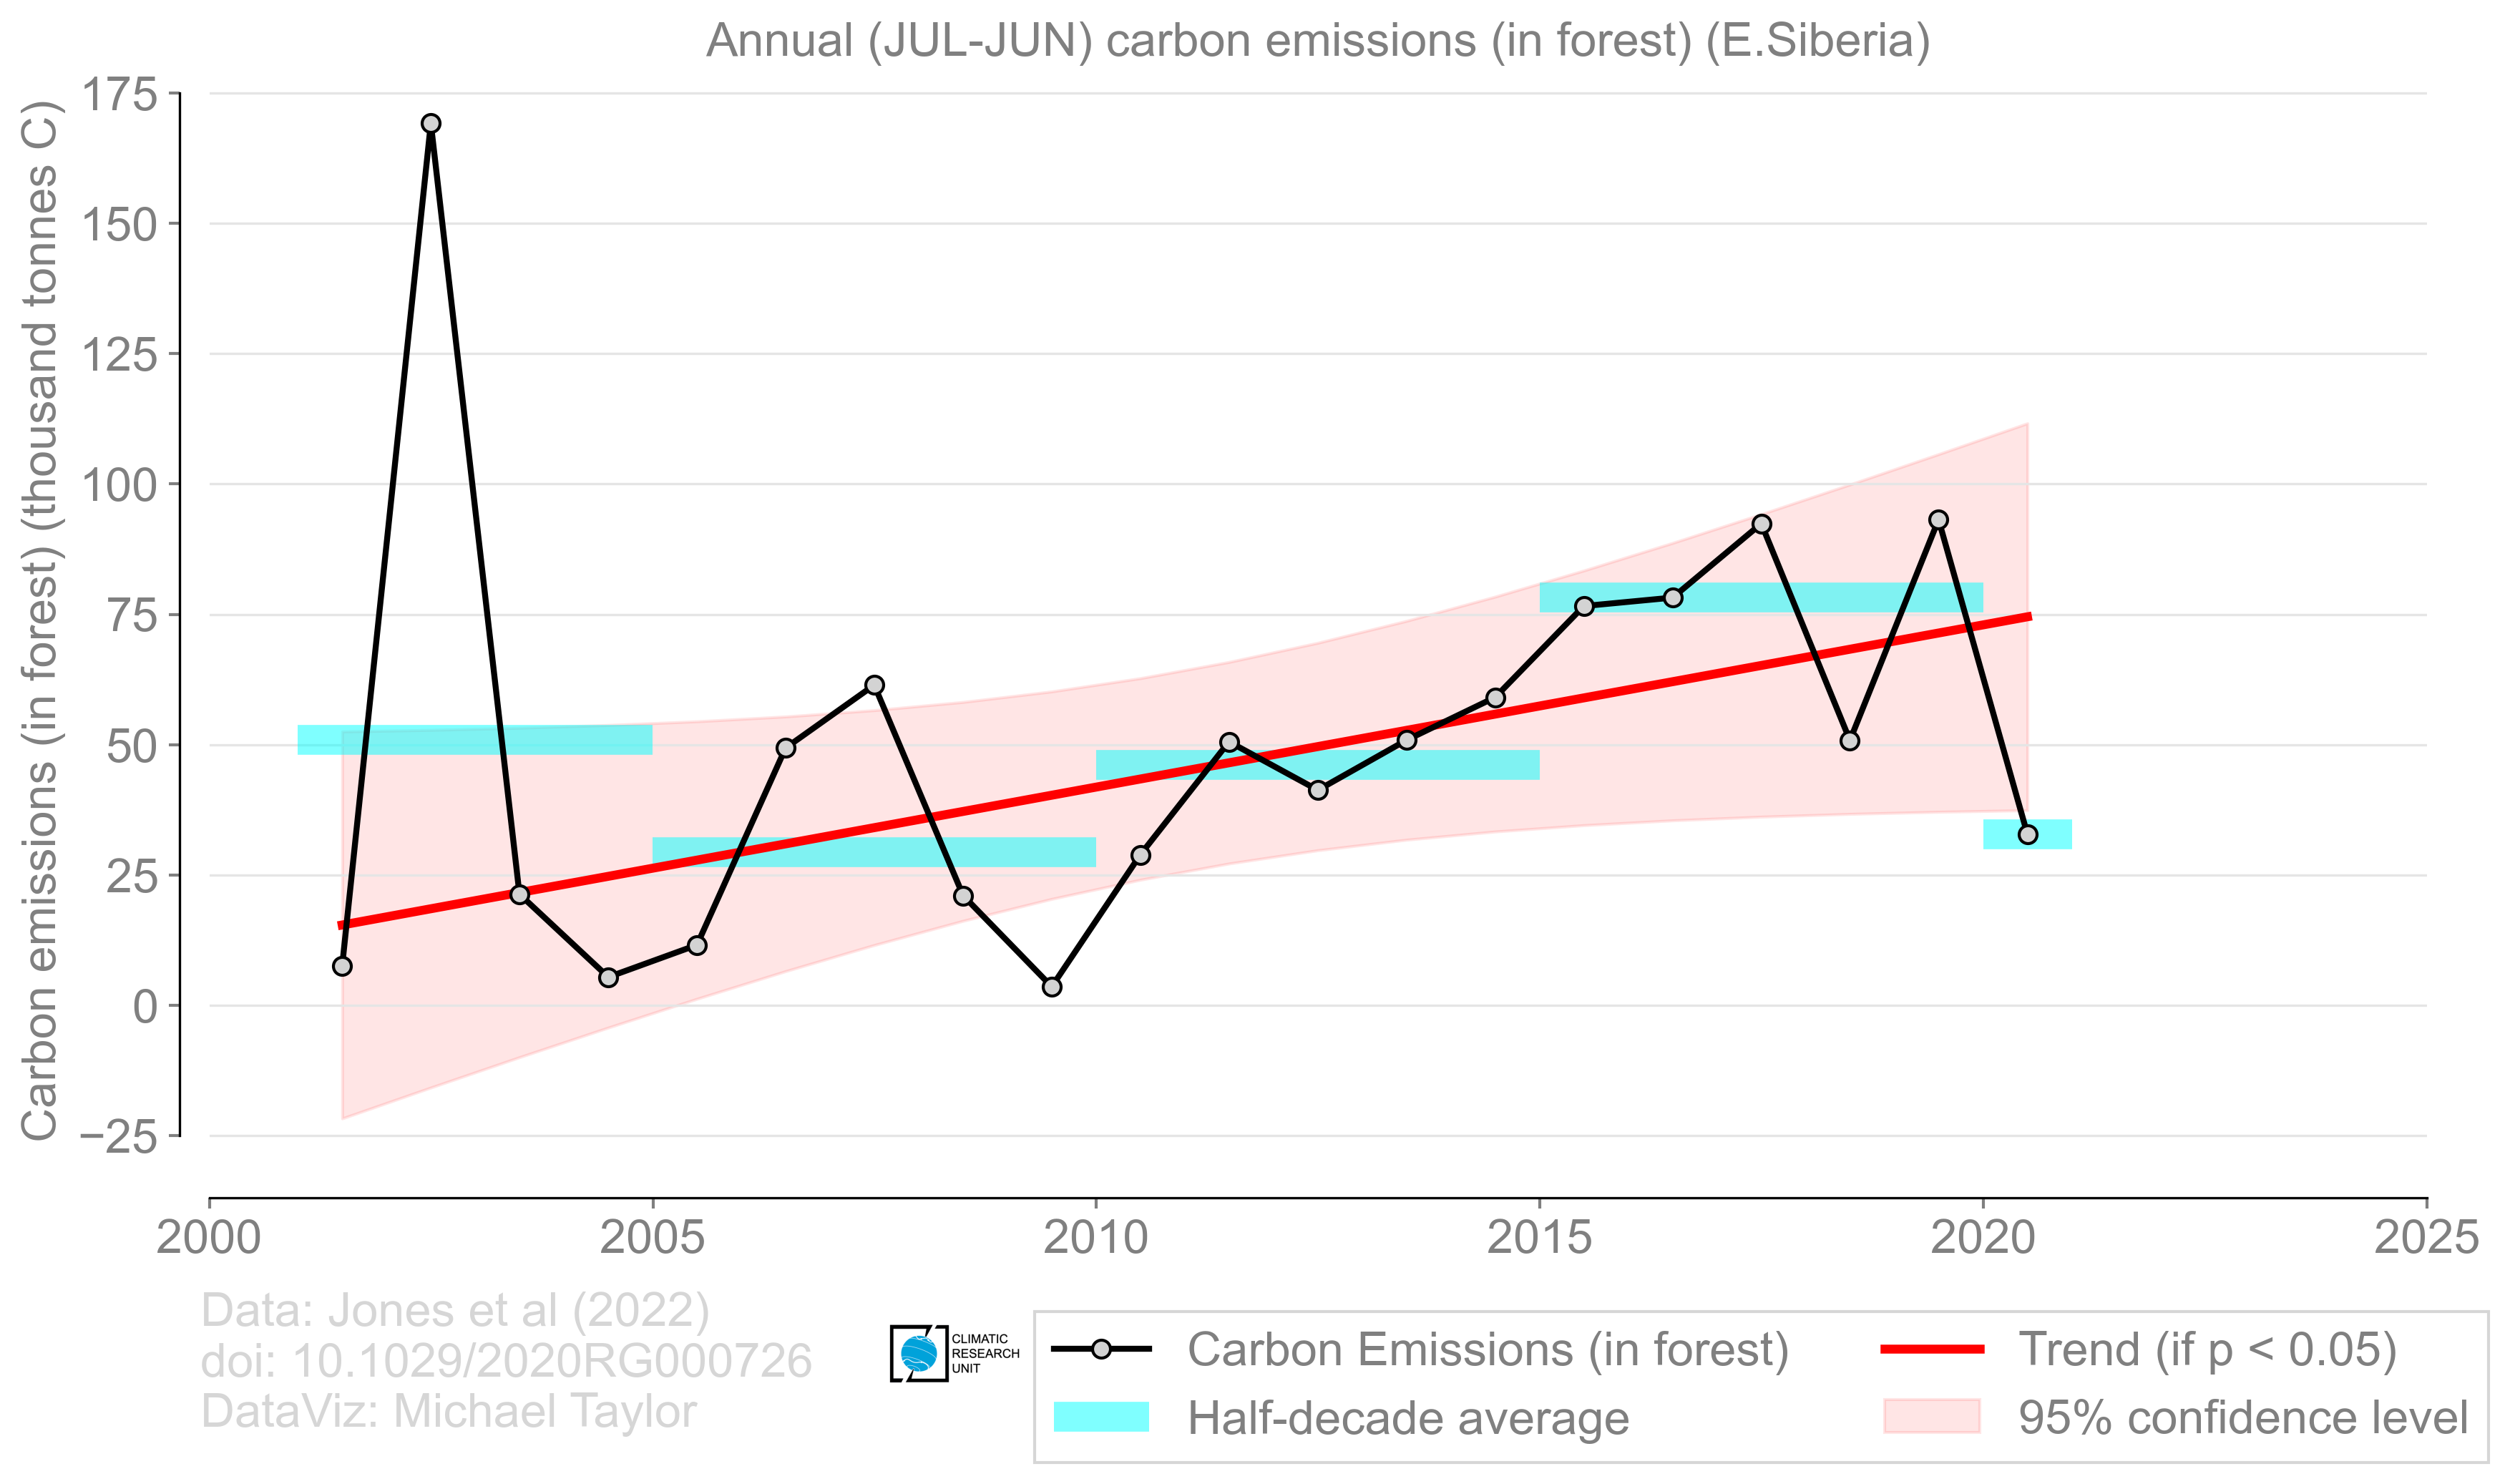 Annual (JUL-JUN) carbon emissions (in forest) (E.Siberia)
Carbon emissions (in forest) (thousand tonnes C)
175
150
125
100
75
50
25
0
−25
2000
2005
2010
2015
2020
2025
Data: Jones et al (2022)
doi: 10.1029/2020RG000726
DataViz: Michael Taylor
CLIMATIC
RESEARCH
UNIT
Carbon Emissions (in forest)
Half-decade average
Trend (if p < 0.05)
95% confidence level